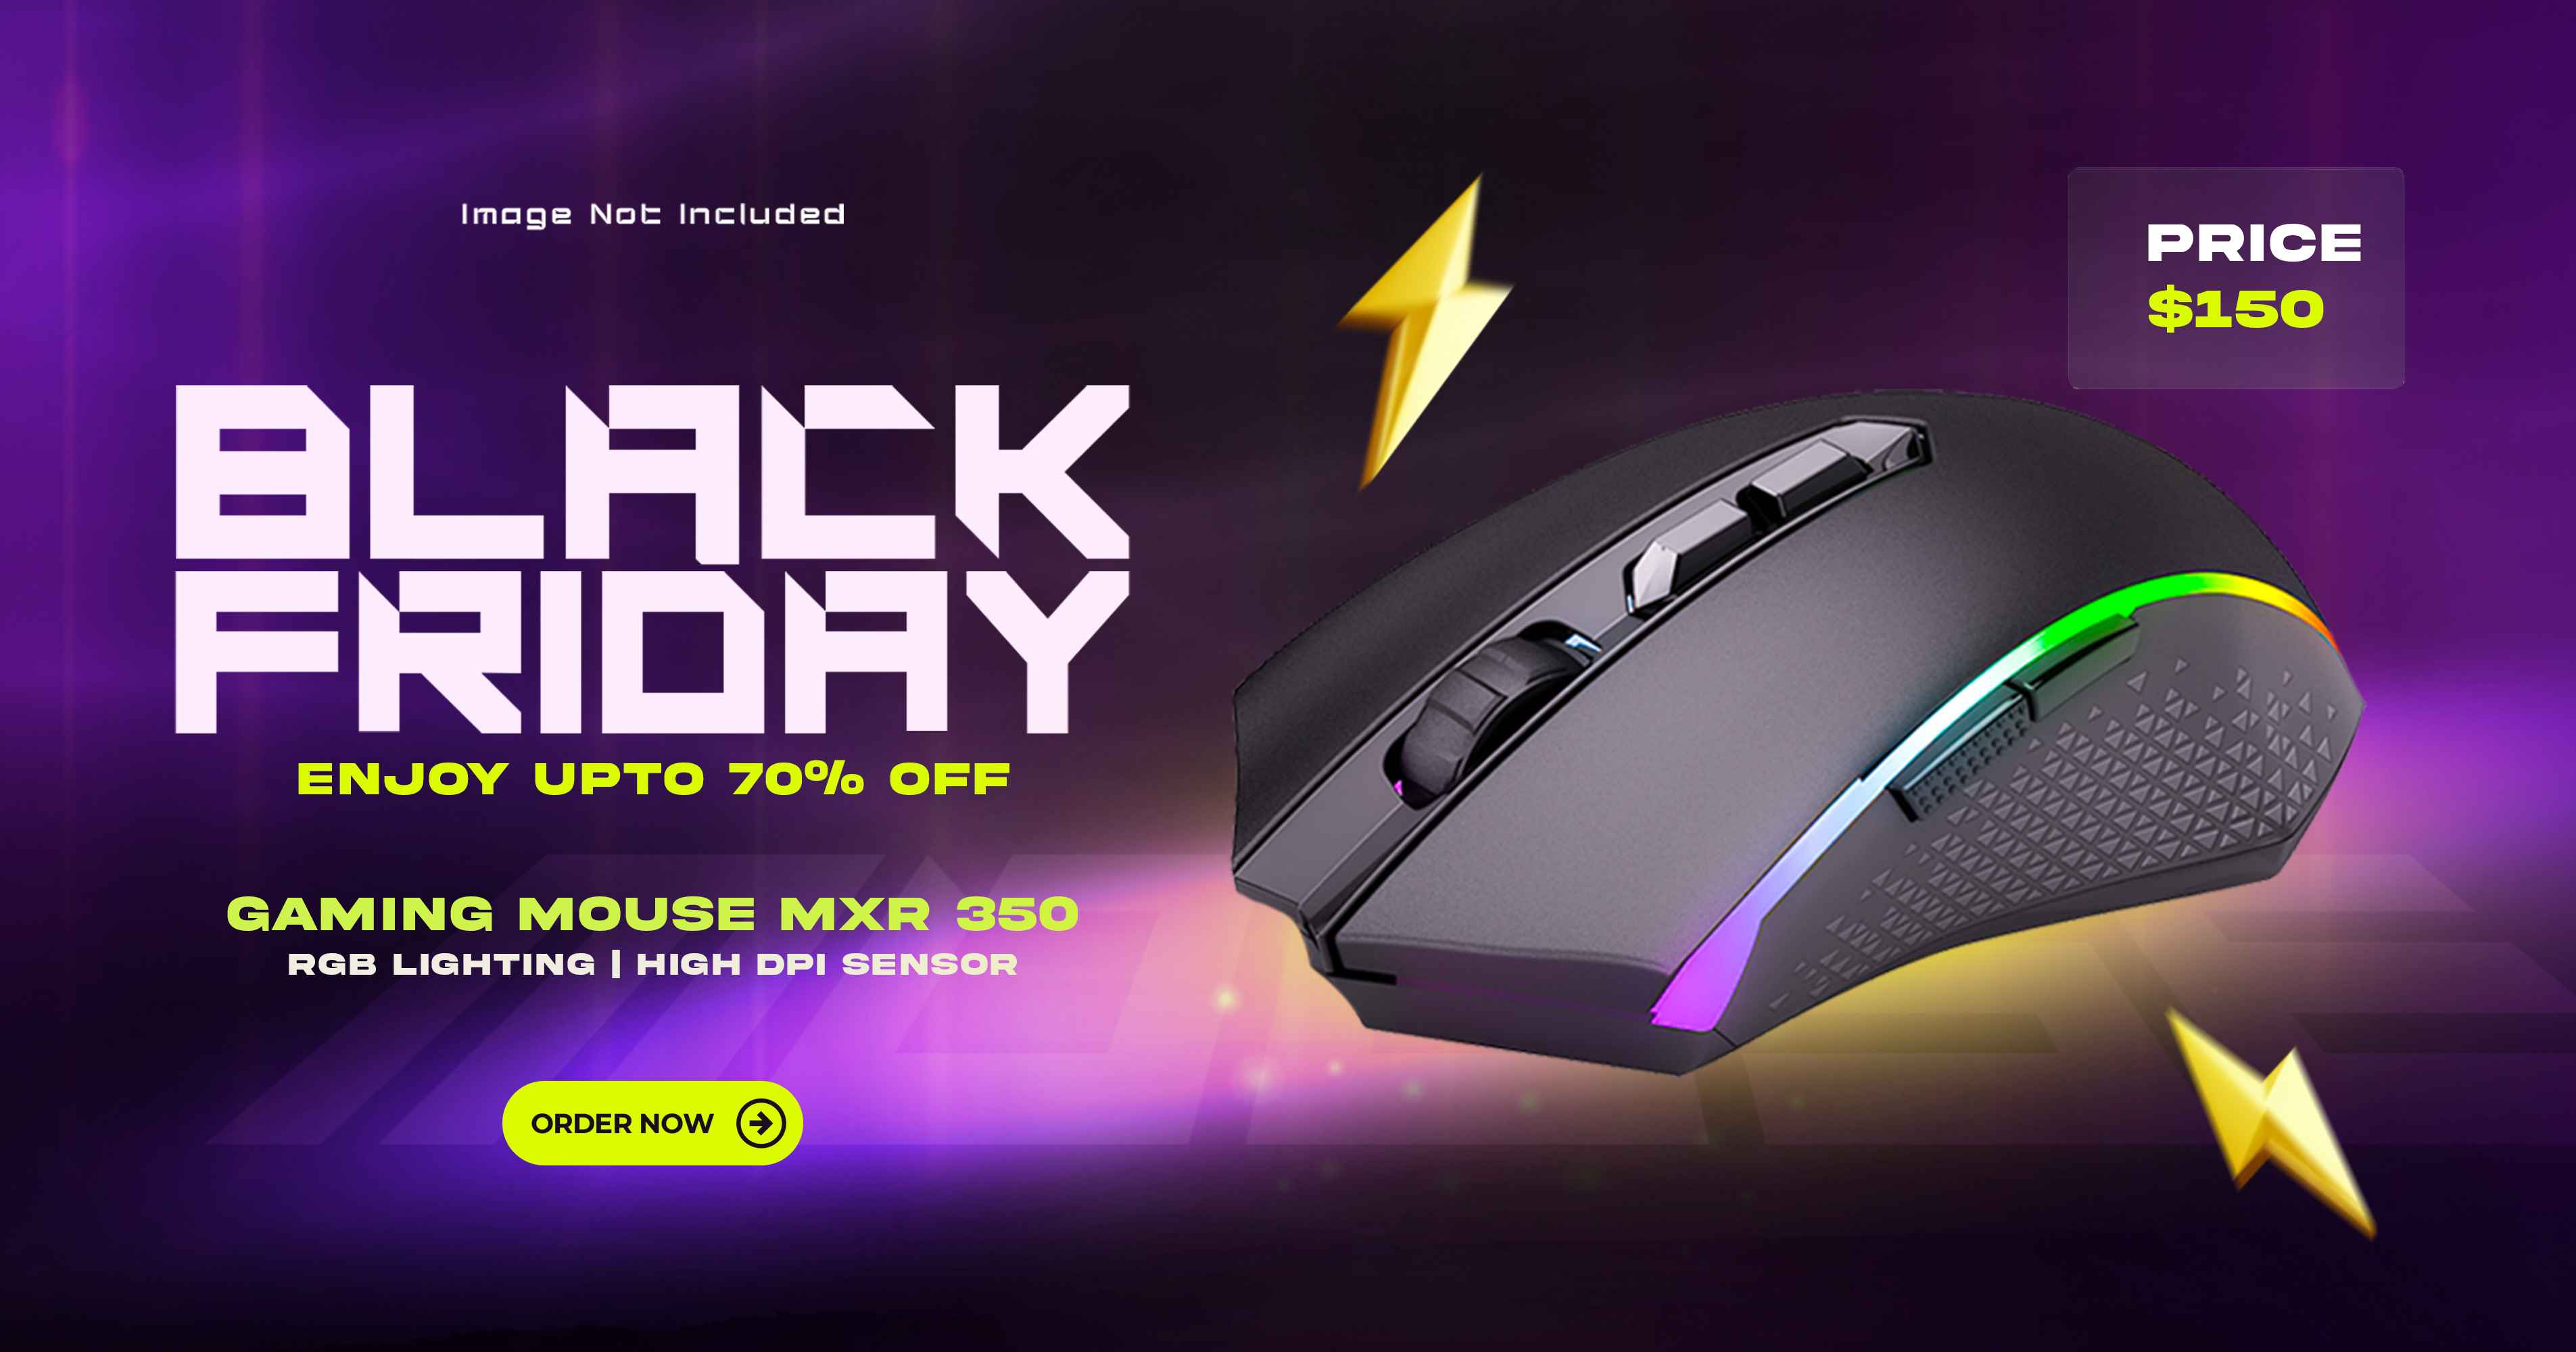 Image Not Included
PRICE
$150
BLACK
FRIDAY
ENJOY UPTO 70% OFF
GAMING MOUSE MXR 350
RGB LIGHTING | HIGH DPI SENSOR
ORDER NOW